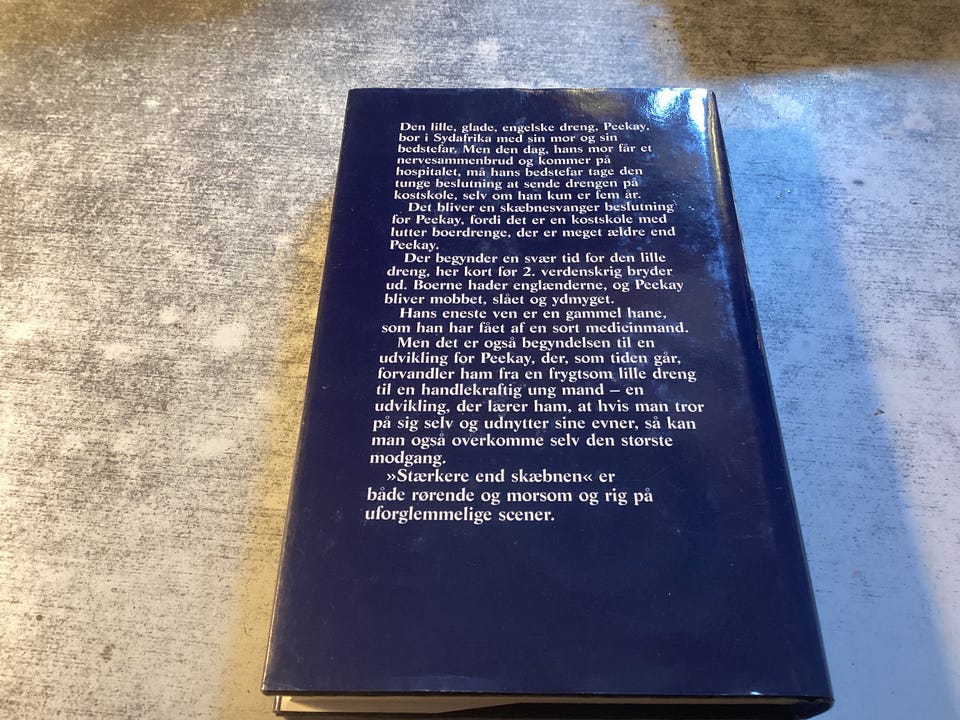 Den lille, glade, engelske dreng, Peekay,
bor i Sydafrika med sin mor og sin
bedstefar. Men den dag, hans mor får et
nervesammenbrud og kommer på
hospitalet, må hans bedstefar tage den
tunge beslutning at sende drengen på
kostskole, selv om han kun er fem år.
Det bliver en skæbnesvanger beslutning
for Peekay, fordi det er en kostskole med
lutter boerdrenge, der er meget ældre end
Peekay.
Der begynder en svær tid for den lille
dreng, her kort før 2. verdenskrig bryder
ud. Boerne hader englænderne, og Peekay
bliver mobbet, slået og ydmyget.
Hans eneste ven er en gammel hane,
som han har fået af en sort medicinmand.
Men det er også begyndelsen til en
udvikling for Peekay, der, som tiden går,
forvandler ham fra en frygtsom lille dreng
til en handlekraftig ung mand – en
udvikling, der lærer ham, at hvis man tror
på sig selv og udnytter sine evner, så kan
man også overkomme selv den største
modgang.
»Stærkere end skæbnen« er
både rørende og morsom og rig på
uforglemmelige scener.